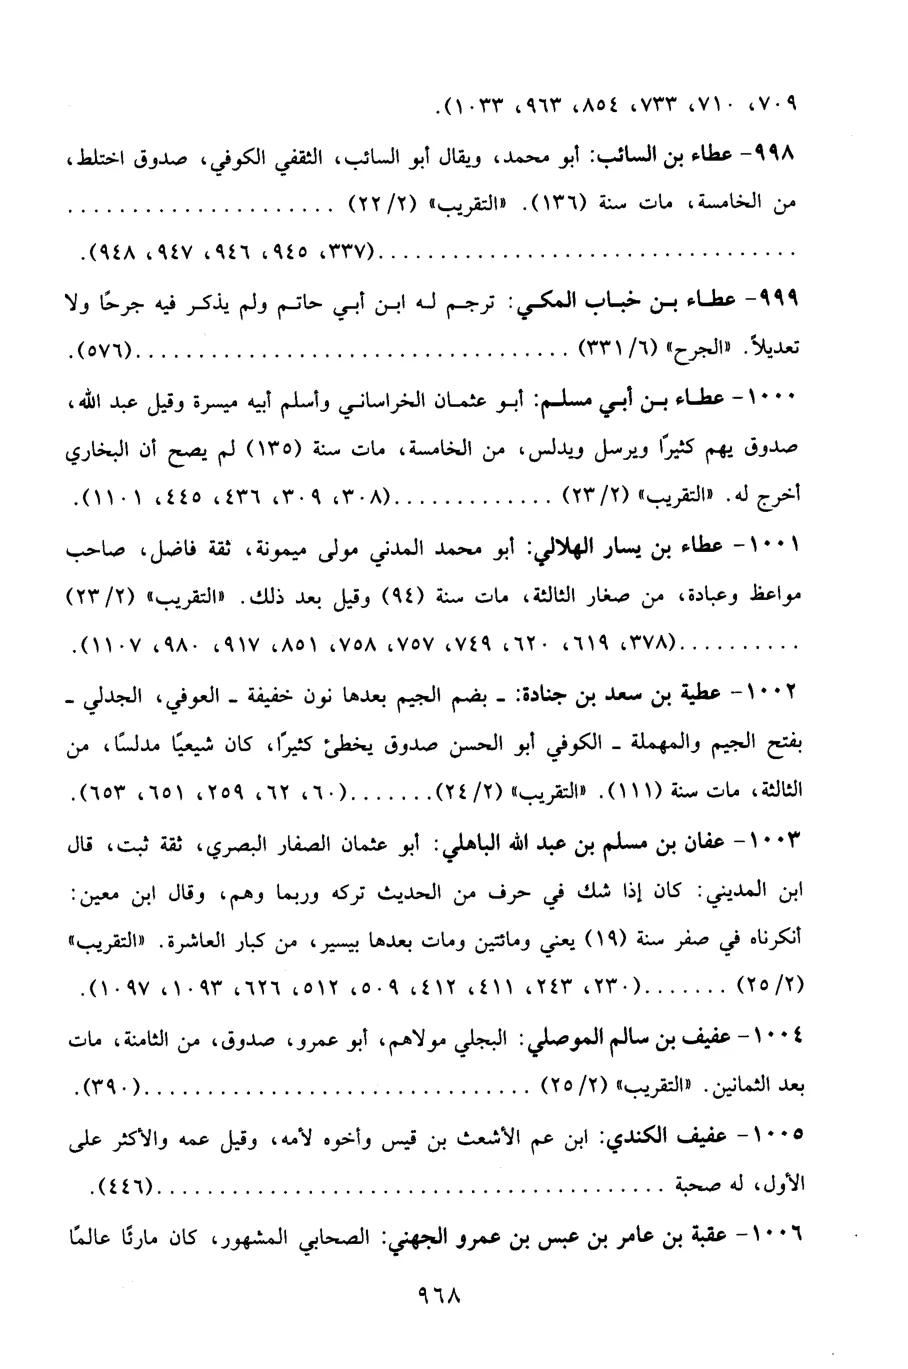 ٧٠٩، ٧١٠، ٧٣٣، ٨٥٤، ٩٦٣، ١٠٣٣).
٩٩٨- عطاء بن السائب: أبو محمد، ويقال أبو السائب، الثقفي الكوفي، صدوق اختلط،
من الخامسة، مات سنة (١٣٦). «التقريب» (٢٢/٢) .....................
.................................(٣٣٧، ٩٤٥، ٩٤٦، ٩٤٧، ٩٤٨).
٩٩٩- عطاء بن خباب المكي: ترجم له ابن أبي حاتم ولم يذكر فيه جرحًا ولا
تعديلاً. «الجرح» (٣٣١/٦) ..................................(٥٧٦).
١٠٠٠- عطاء بن أبي مسلم: أبو عثمان الخراساني وأسلم أبيه ميسرة وقيل عبد الله،
صدوق يهم كثيرًا ويرسل ويدلس، من الخامسة، مات سنة (١٣٥) لم يصح أن البخاري
أخرج له. «التقريب» (٢٣/٢) .............(٣٠٨، ٣٠٩، ٤٣٦، ٤٤٥، ١١٠١).
١٠٠١- عطاء بن يسار الهلالي: أبو محمد المدني مولى ميمونة، ثقة فاضل، صاحب
مواعظ وعبادة، من صغار الثالثة، مات سنة (٩٤) وقيل بعد ذلك. «التقريب» (٢٣/٢)
..........(٣٧٨، ٦١٩، ٦٢٠، ٧٤٩، ٧٥٧، ٧٥٨، ٨٥١، ٩١٧، ٩٨٠، ١١٠٧).
١٠٠٢- عطية بن سعد بن جنادة: ـ بضم الجيم بعدها نون خفيفة ـ العوفي، الجدلي ـ
بفتح الجيم والمهملة ـ الكوفي أبو الحسن صدوق يخطئ كثيرًا، كان شيعيًا مدلسًا، من
الثالثة، مات سنة (١١١). «التقريب» (٢٤/٢).......(٦٠، ٦٢، ٢٥٩، ٦٥١، ٦٥٣).
١٠٠٣- عفان بن مسلم بن عبد الله الباهلي: أبو عثمان الصفار البصري، ثقة ثبت، قال
ابن المديني: كان إذا شك في حرف من الحديث تركه وربما وهم، وقال ابن معين:
أنكرناه في صفر سنة (١٩) يعني ومائتين ومات بعدها بيسير، من كبار العاشرة. «التقريب»
(٢٥/٢) .......(٢٣٠، ٢٤٣، ٤١١، ٤١٢، ٥٠٩، ٥١٢، ٦٢٦، ١٠٩٣، ١٠٩٧).
١٠٠٤- عفيف بن سالم الموصلي: البجلي مولاهم، أبو عمرو، صدوق، من الثامنة، مات
بعد الثمانين. «التقريب» (٢٥/٢) ..............................(٣٩٠).
١٠٠٥- عفيف الكندي: ابن عم الأشعث بن قيس وأخوه لأمه، وقيل عمه والأكثر على
الأول، له صحبة ........................................(٤٤٦).
١٠٠٦- عقبة بن عامر بن عبس بن عمرو الجهني: الصحابي المشهور، كان مارئًا عالمًا
٩٦٨